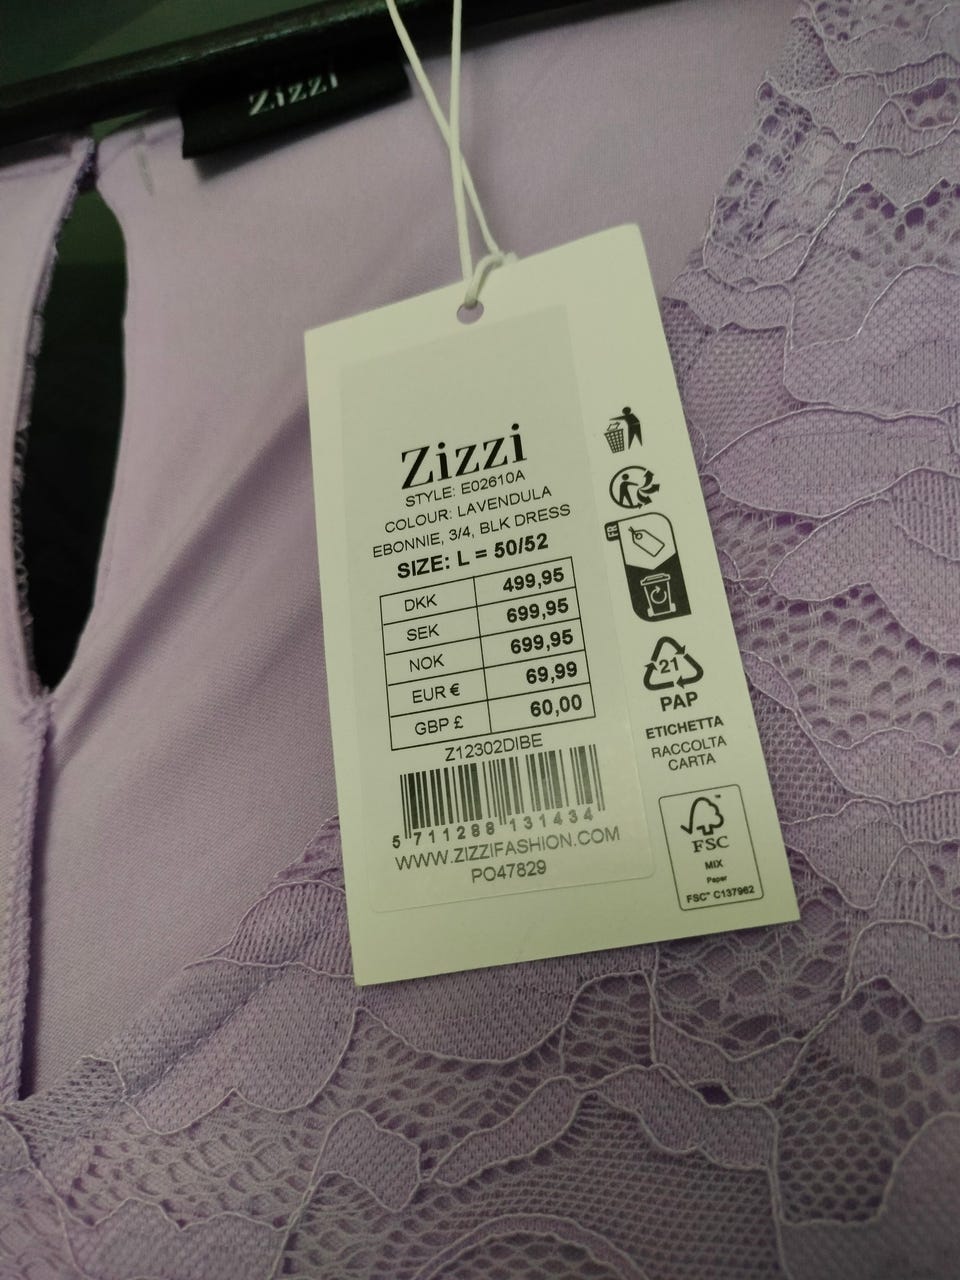 Zizzi
Zizzi
STYLE: E02610A
COLOUR: LAVENDULA
EBONNIE, 3/4, BLK DRESS
SIZE: L = 50/52
DKK 499,95
SEK 699,95
NOK 699,95
EUR € 69,99
GBP £ 60,00
Z12302DIBE
5 711288 131434
WWW.ZIZZIFASHION.COM
PO47829
FR
21
PAP
ETICHETTA
RACCOLTA
CARTA
FSC
MIX
Paper
FSC® C137962